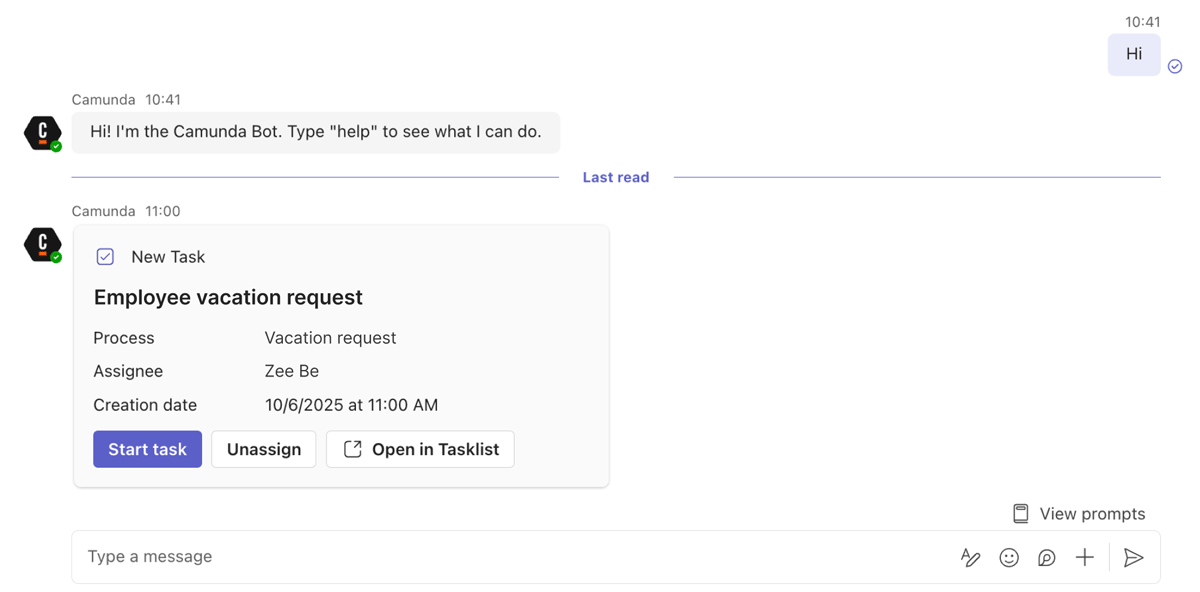 10:41
Hi
Camunda 10:41
C
Hi! I'm the Camunda Bot. Type "help" to see what I can do.
Last read
Camunda 11:00
C
New Task
Employee vacation request
Process Vacation request
Assignee Zee Be
Creation date 10/6/2025 at 11:00 AM
Start task Unassign Open in Tasklist
View prompts
Type a message